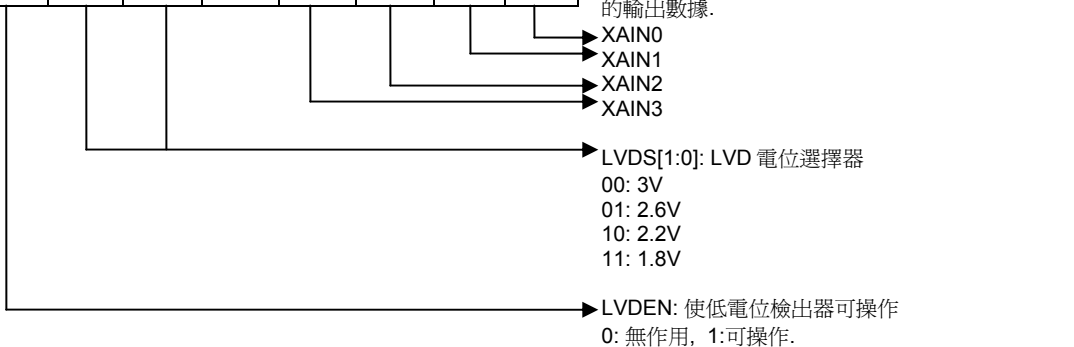 的輸出數據.
XAIN0
XAIN1
XAIN2
XAIN3
LVDS[1:0]: LVD 電位選擇器
00: 3V
01: 2.6V
10: 2.2V
11: 1.8V
LVDEN: 使低電位檢出器可操作
0: 無作用, 1:可操作.